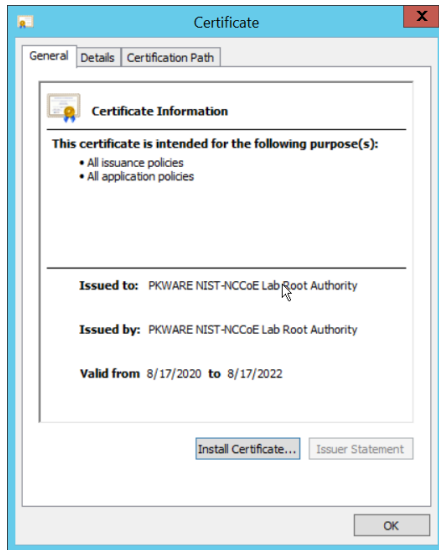 Certificate
X
General
Details
Certification Path
Certificate Information
This certificate is intended for the following purpose(s):
• All issuance policies
• All application policies
Issued to: PKWARE NIST-NCCoE Lab Root Authority
Issued by: PKWARE NIST-NCCoE Lab Root Authority
Valid from 8/17/2020 to 8/17/2022
Install Certificate...
Issuer Statement
OK